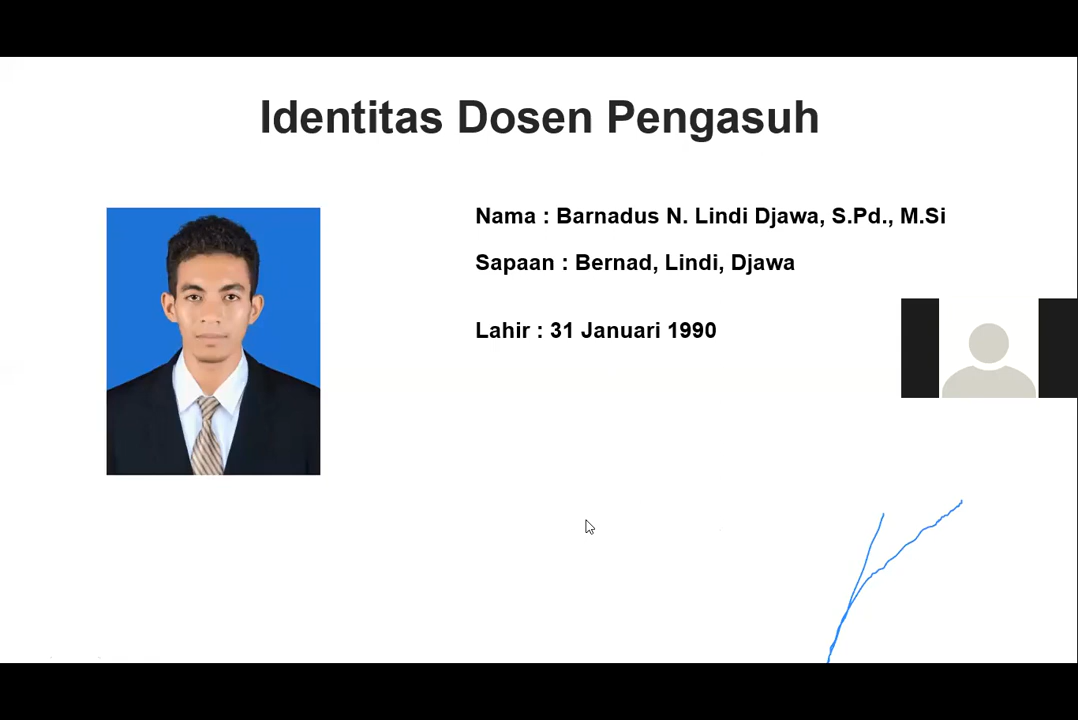 Identitas Dosen Pengasuh
Nama : Barnadus N. Lindi Djawa, S.Pd., M.Si
Sapaan : Bernad, Lindi, Djawa
Lahir : 31 Januari 1990